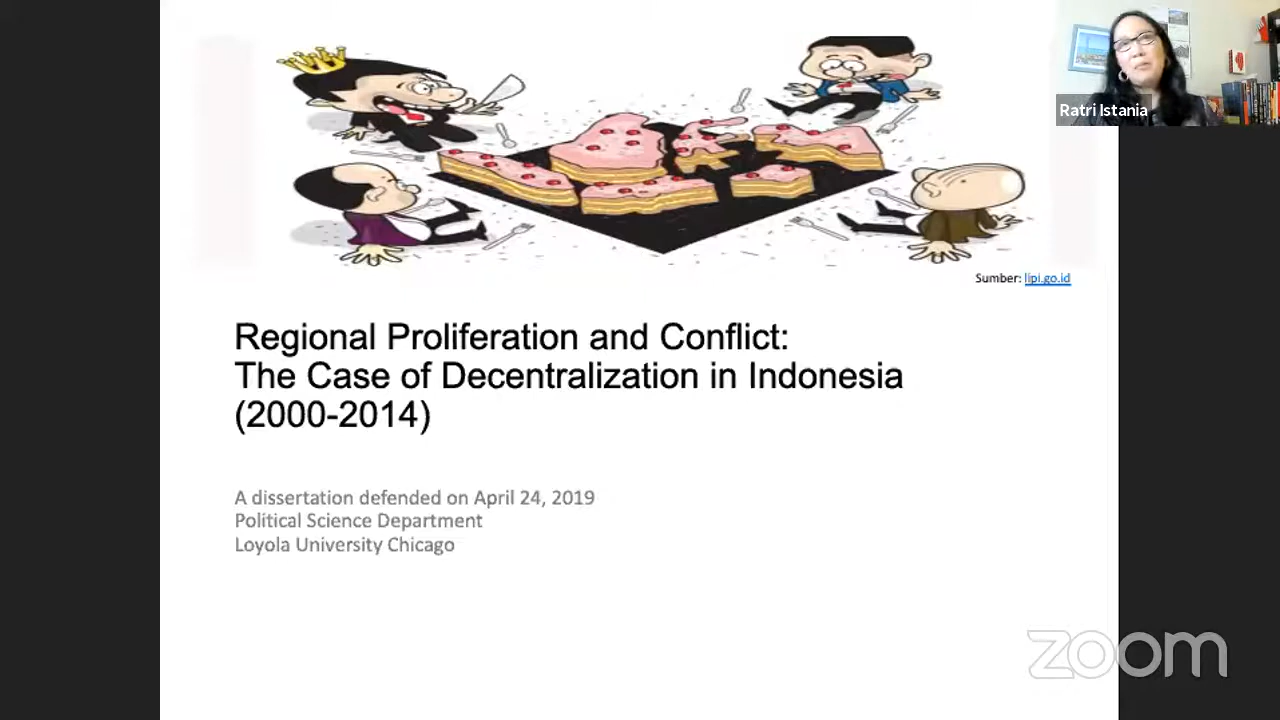 Ratri Istania
Sumber: lipi.go.id
Regional Proliferation and Conflict:
The Case of Decentralization in Indonesia
(2000-2014)
A dissertation defended on April 24, 2019
Political Science Department
Loyola University Chicago
zoom